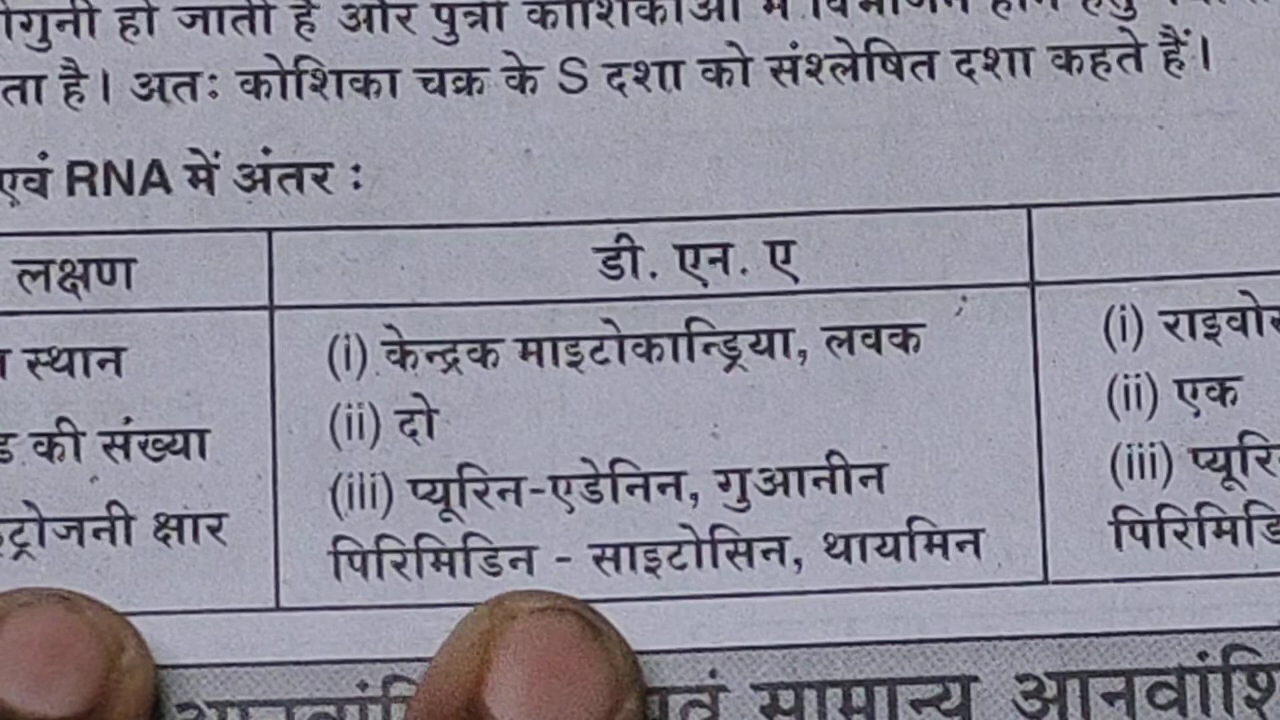 हो जाती है और पुत्री कोशिकाओं में विभाजन होने हेतु
ता है। अतः कोशिका चक्र के S दशा को संश्लेषित दशा कहते हैं।
एवं RNA में अंतर :
लक्षण डी. एन. ए
स्थान (i) केन्द्रक माइटोकान्ड्रिया, लवक (i)
की संख्या (ii) दो (ii) एक
क्षार (iii) प्यूरिन-एडेनिन, गुआनीन (iii)
पिरिमिडिन - साइटोसिन, थायमिन
एवं सामान्य